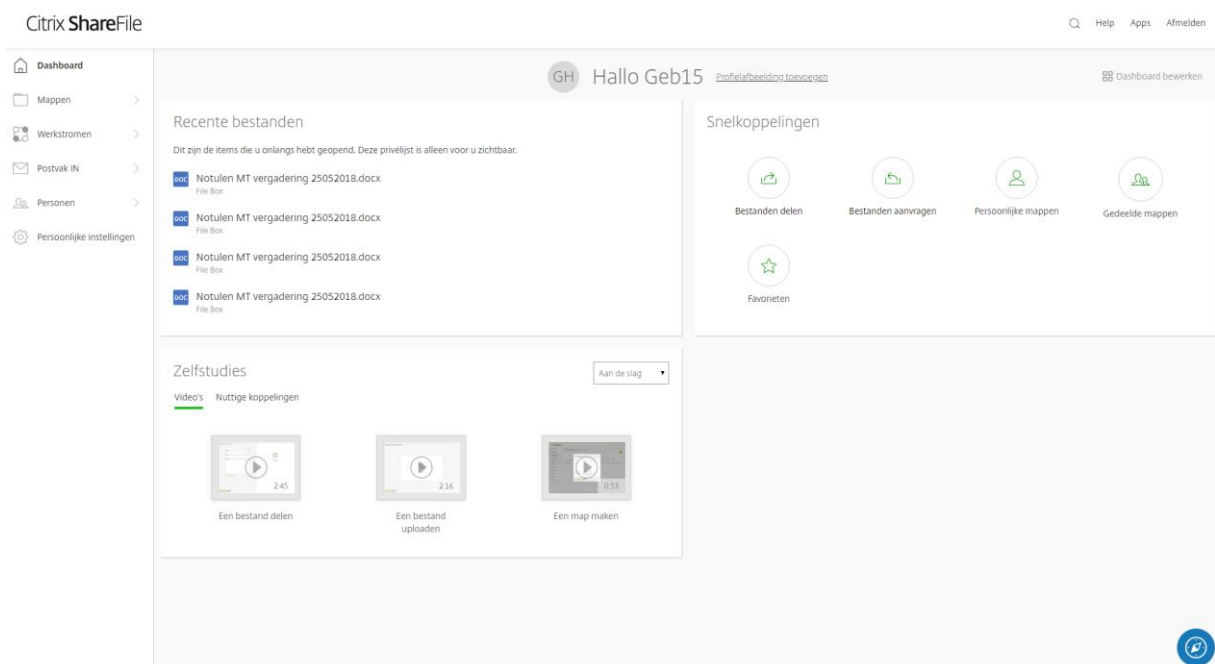 Citrix ShareFile
Help Apps Afmelden
Dashboard
Mappen
Werkstromen
Postvak IN
Personen
Persoonlijke instellingen
GH Hallo Geb15 Profielafbeelding toevoegen
Dashboard bewerken
Recente bestanden
Dit zijn de items die u onlangs hebt geopend. Deze privélijst is alleen voor u zichtbaar.
DOC Notulen MT vergadering 25052018.docx
File Box
DOC Notulen MT vergadering 25052018.docx
File Box
DOC Notulen MT vergadering 25052018.docx
File Box
DOC Notulen MT vergadering 25052018.docx
File Box
Snelkoppelingen
Bestanden delen
Bestanden aanvragen
Persoonlijke mappen
Gedeelde mappen
Favorieten
Zelfstudies
Aan de slag
Video's Nuttige koppelingen
2:45
Een bestand delen
2:16
Een bestand
uploaden
0:53
Een map maken